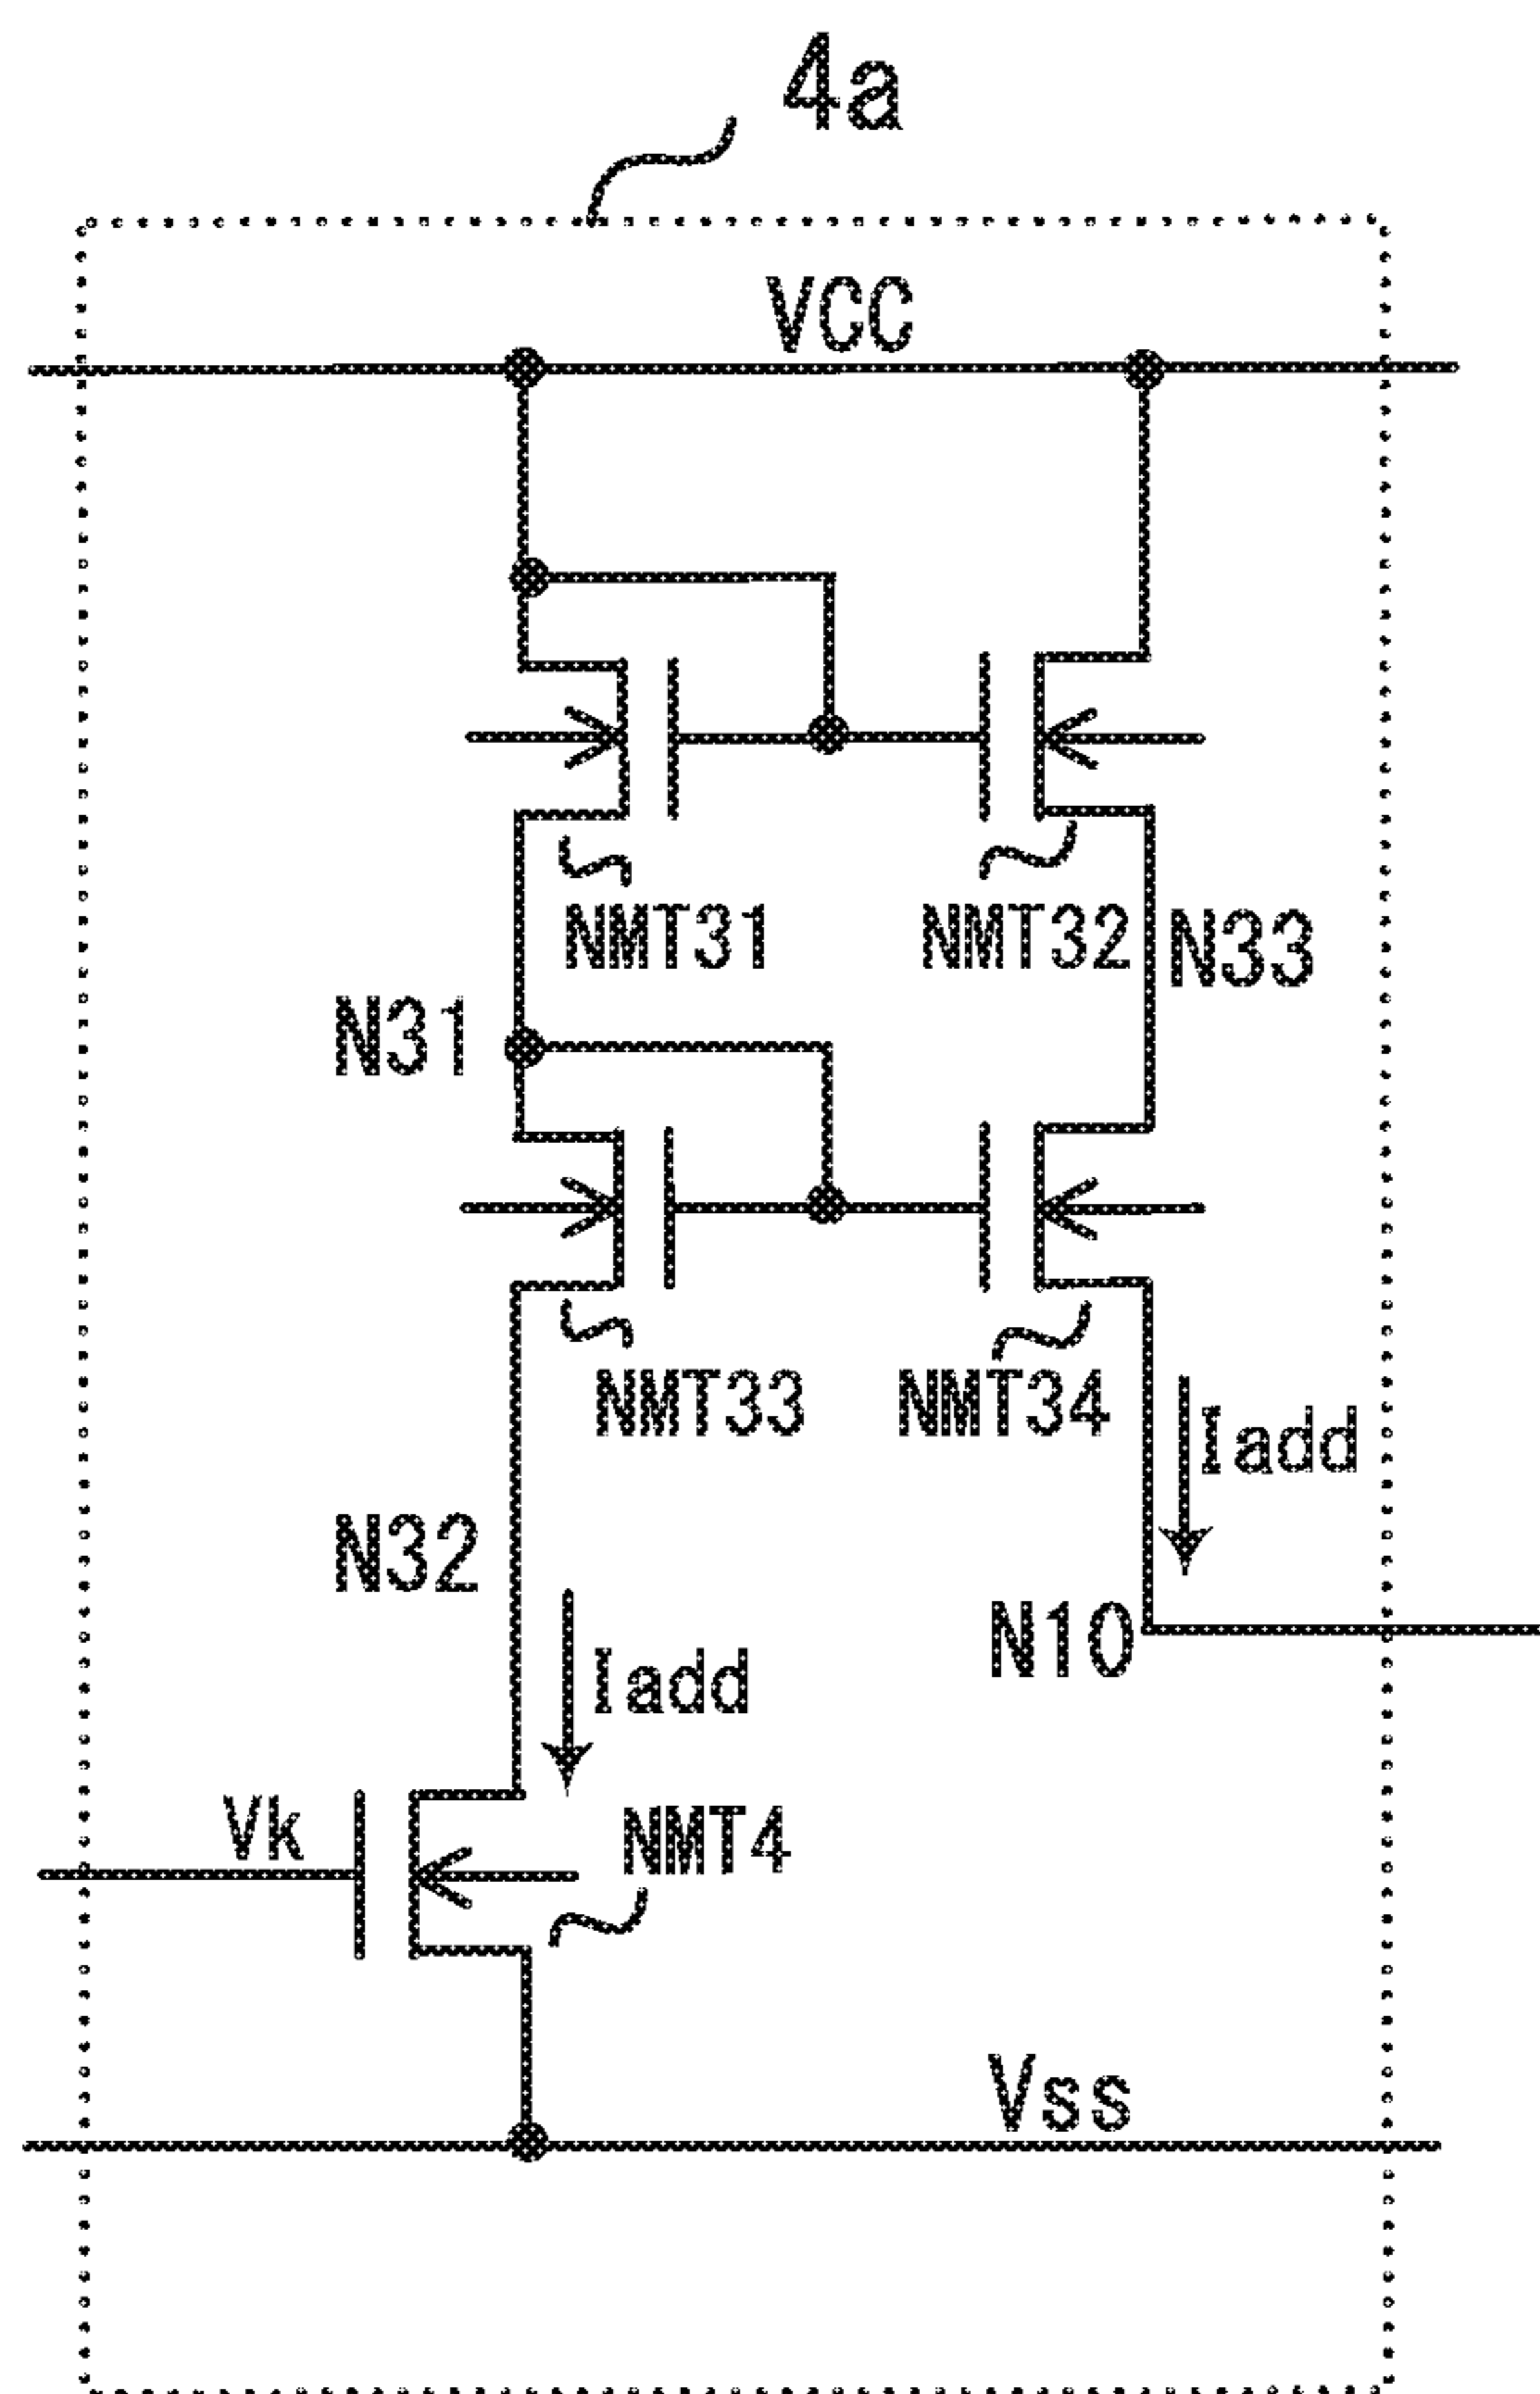 4a
VCC
NMT31
NMT32
N33
N31
NMT33
NMT34
Iadd
N32
N10
Iadd
Vk
NMT4
Vss